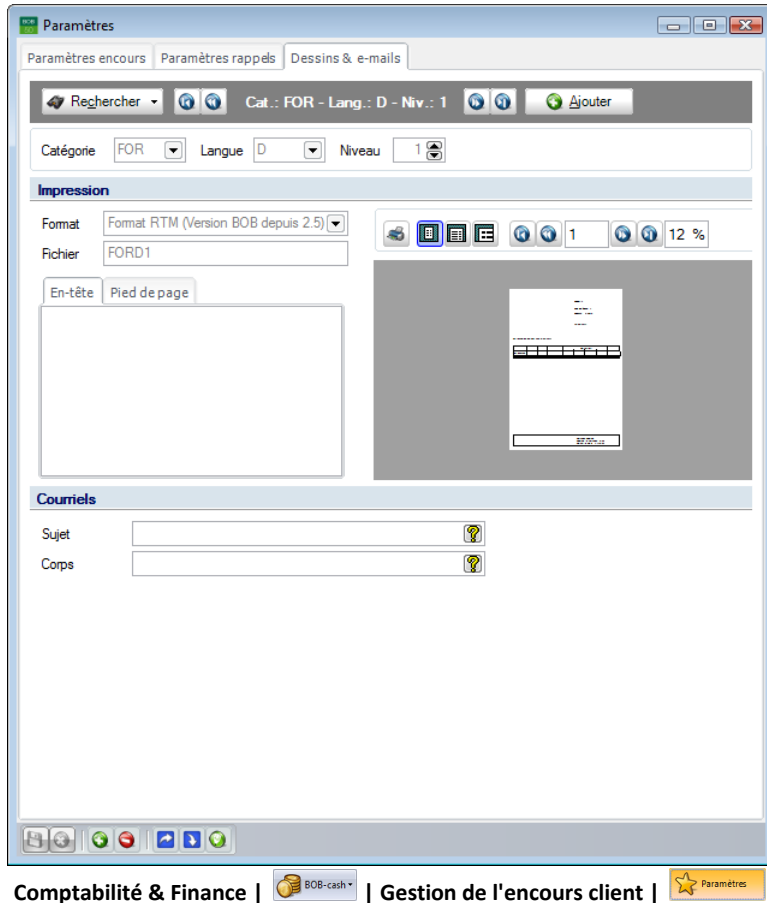 BOB 50 Paramètres
Paramètres encours Paramètres rappels Dessins & e-mails
Rechercher Cat.: FOR - Lang.: D - Niv.: 1 Ajouter
Catégorie FOR Langue D Niveau 1
Impression
Format Format RTM (Version BOB depuis 2.5)
Fichier FORD1
1 12 %
En-tête Pied de page
Courriels
Sujet
Corps
Comptabilité & Finance | BOB-cash | Gestion de l'encours client | Paramètres